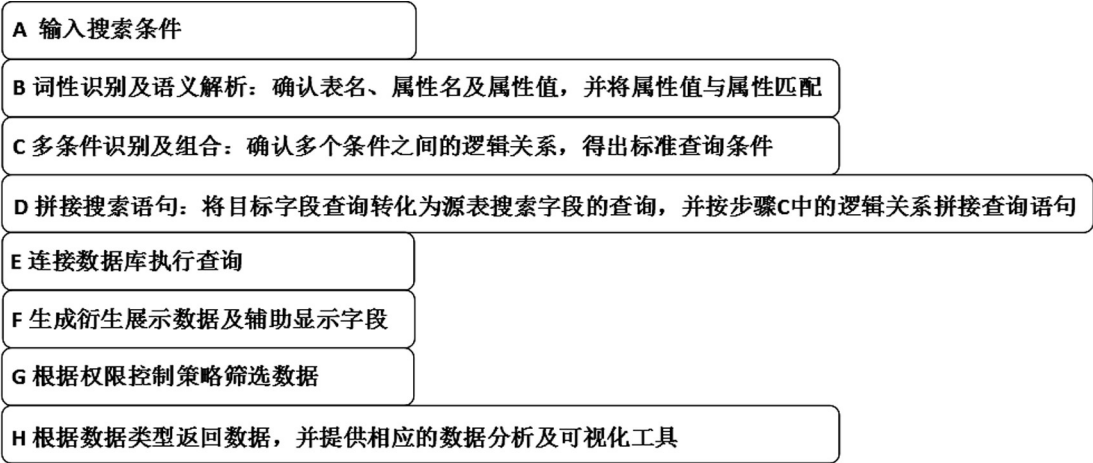 A 输入搜索条件
B 词性识别及语义解析：确认表名、属性名及属性值，并将属性值与属性匹配
C 多条件识别及组合：确认多个条件之间的逻辑关系，得出标准查询条件
D 拼接搜索语句：将目标字段查询转化为源表搜索字段的查询，并按步骤C中的逻辑关系拼接查询语句
E 连接数据库执行查询
F 生成衍生展示数据及辅助显示字段
G 根据权限控制策略筛选数据
H 根据数据类型返回数据，并提供相应的数据分析及可视化工具